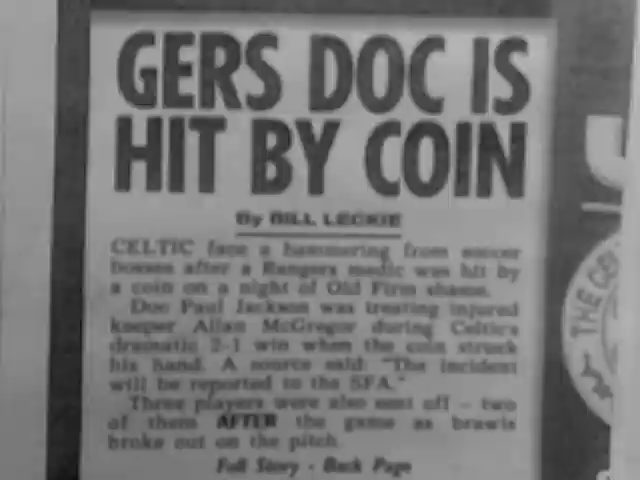 GERS DOC IS
HIT BY COIN
By BILL LECKIE
CELTIC face a hammering from soccer
bosses after a Rangers medic was hit by
a coin on a night of Old Firm shame.
Doc Paul Jackson was treating injured
keeper Allan McGregor during Celtic's
dramatic 2-1 win when the coin struck
his hand. A source said: "The incident
will be reported to the SFA."
Three players were also sent off - two
of them AFTER the game as brawls
broke out on the pitch.
Full Story - Back Page
THE CEL